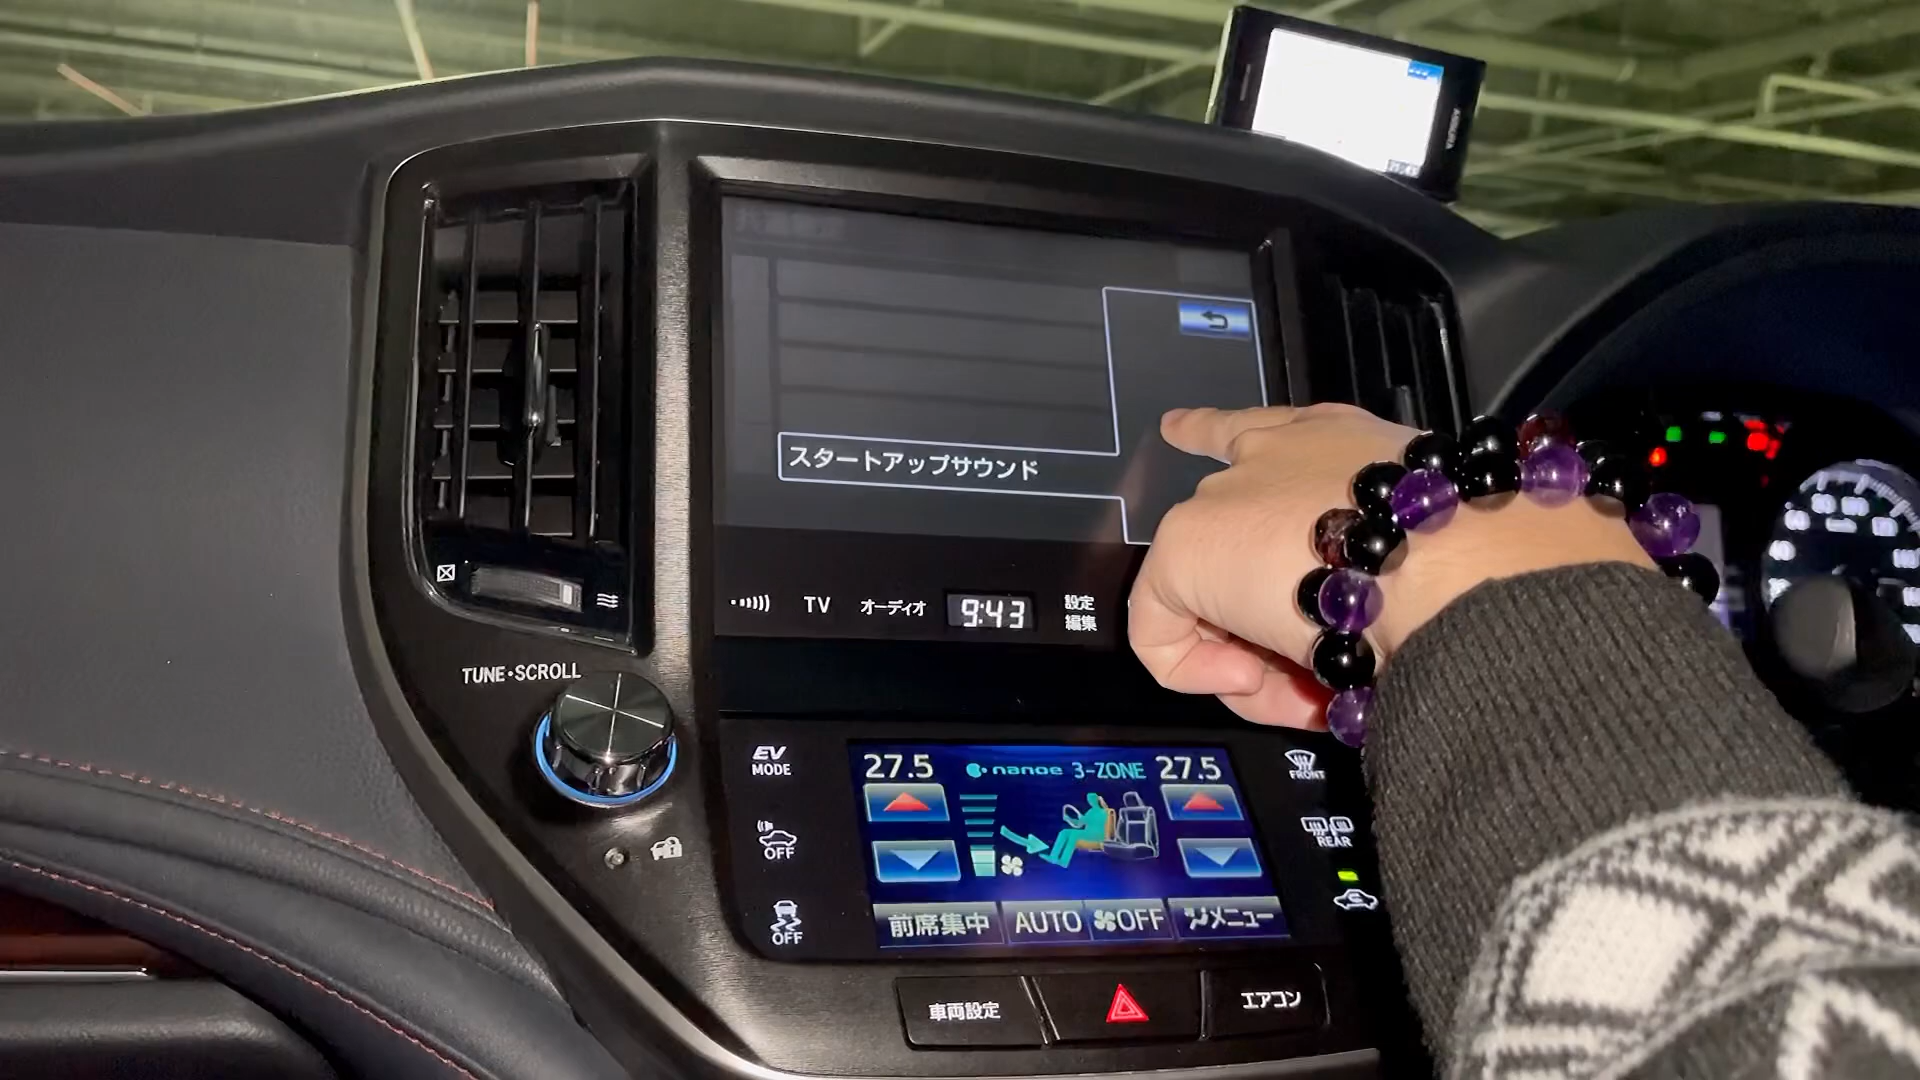 スタートアップサウンド
TV
オーディオ
9:43
設定
編集
TUNE・SCROLL
EV
MODE
27.5
nanoe
3-ZONE
27.5
FRONT
OFF
REAR
OFF
前席集中
AUTO
OFF
メニュー
車両設定
エアコン